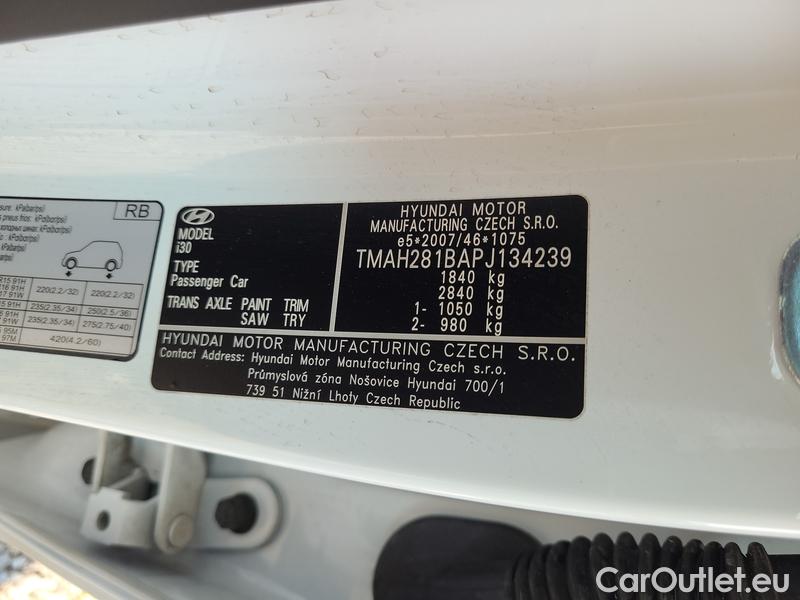 RB
220(2.2/32) 220(2.2/32)
235(2.35/34) 250(2.5/36)
235(2.35/34) 275(2.75/40)
420(4.2/60)
MODEL
i30
TYPE
Passenger Car
TRANS AXLE PAINT TRIM
SAW TRY
HYUNDAI MOTOR
MANUFACTURING CZECH S.R.O.
e5*2007/46*1075
TMAH281BAPJ134239
1840 kg
2840 kg
1- 1050 kg
2- 980 kg
HYUNDAI MOTOR MANUFACTURING CZECH S.R.O.
Contact Address: Hyundai Motor Manufacturing Czech s.r.o.
Průmyslová zóna Nošovice Hyundai 700/1
739 51 Nižní Lhoty Czech Republic
CarOutlet.eu